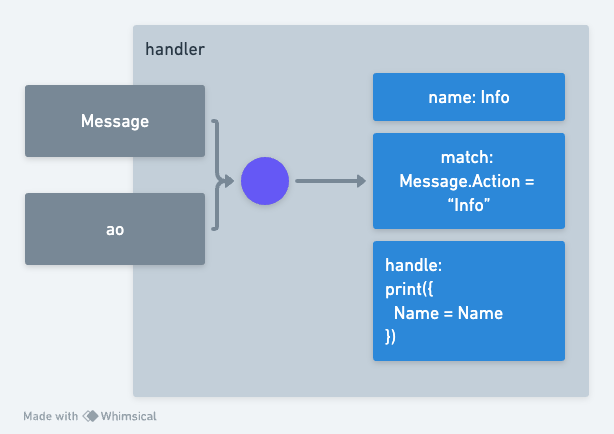 handler
Message
ao
name: Info
match:
Message.Action =
“Info”
handle:
print({
  Name = Name
})
Made with Whimsical